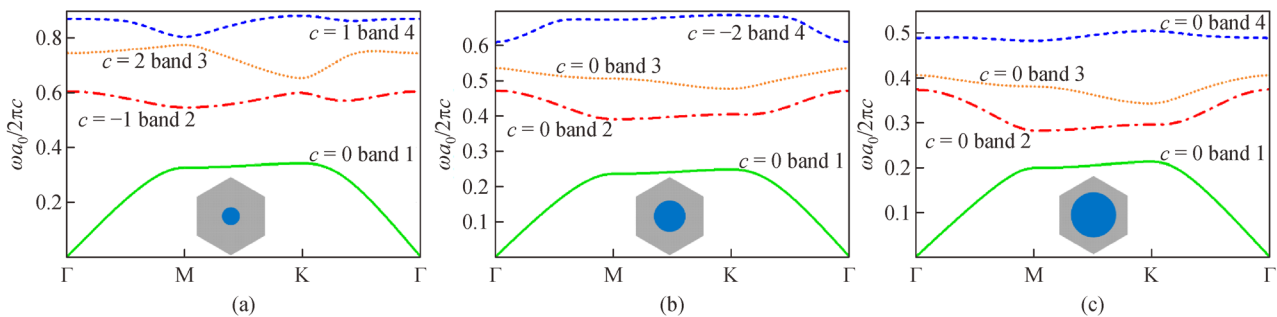 ωa₀/2πc
0.8
0.6
0.4
0.2
c = 1 band 4
c = 2 band 3
c = −1 band 2
c = 0 band 1
Γ M K Γ
(a)
ωa₀/2πc
0.6
0.5
0.4
0.3
0.2
0.1
c = −2 band 4
c = 0 band 3
c = 0 band 2
c = 0 band 1
Γ M K Γ
(b)
ωa₀/2πc
0.5
0.4
0.3
0.2
0.1
c = 0 band 4
c = 0 band 3
c = 0 band 2
c = 0 band 1
Γ M K Γ
(c)